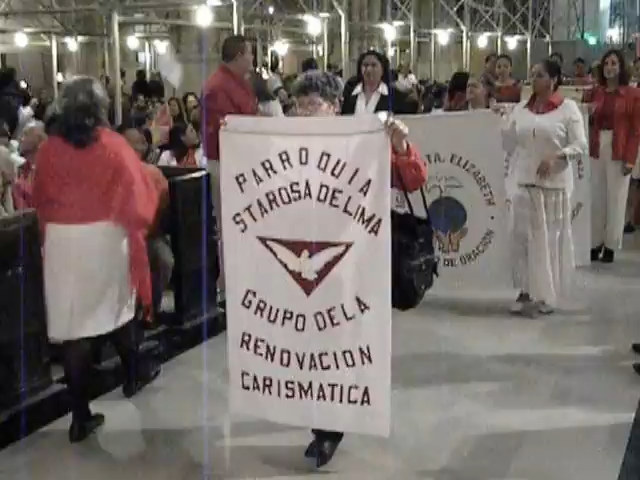 PARROQUIA
STAROSA DE LIMA
GRUPO DE LA
RENOVACION
CARISMATICA
STA. ELIZABETH
DE ORACION